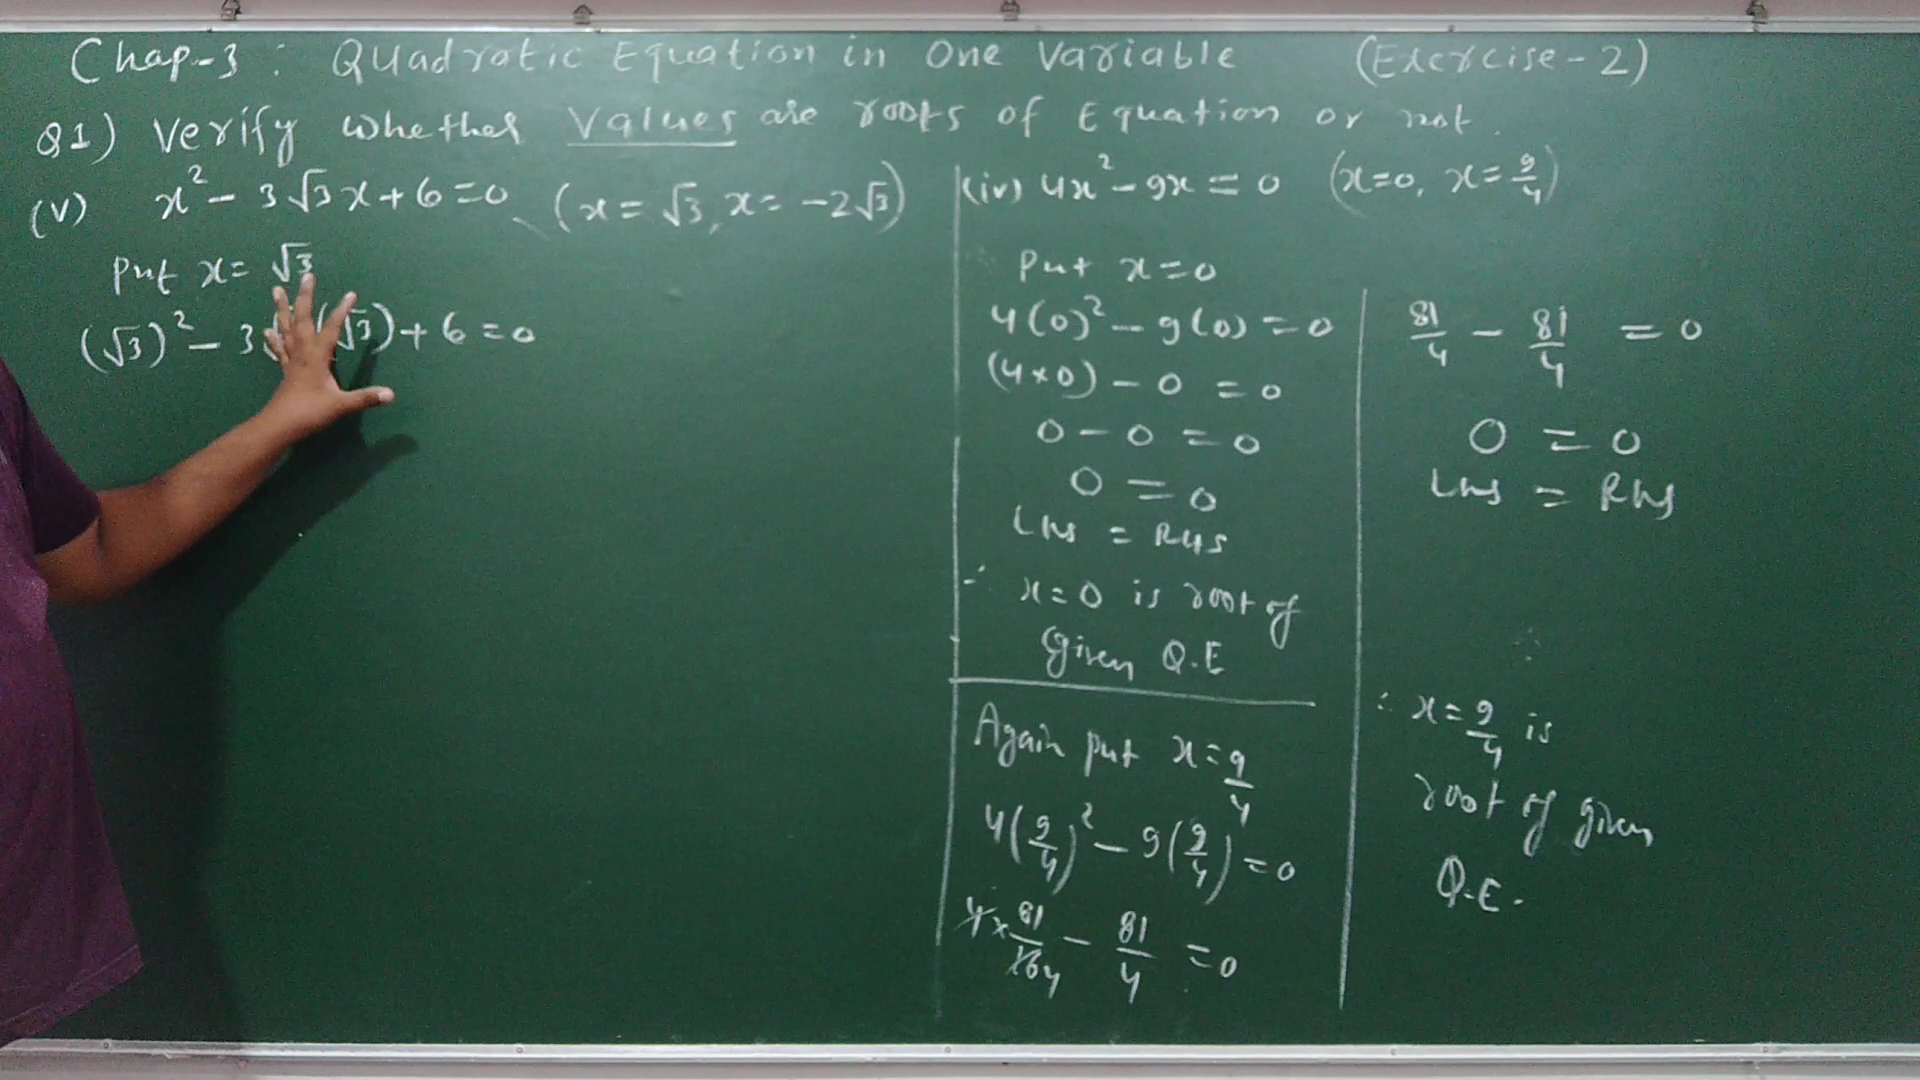 Chap-3 : Quadratic Equation in One Variable (Exercise-2)
Q1) Verify whether Values are roots of Equation or not.
(V) x² - 3√3x + 6 = 0 (x = √3, x = -2√3)
Put x = √3
(√3)² - 3 (√3) + 6 = 0
(iv) 4x² - 9x = 0 (x=0, x=9/4)
Put x = 0
4(0)² - 9(0) = 0
(4×0) - 0 = 0
0 - 0 = 0
0 = 0
LHS = RHS
∴ x=0 is root of
given Q.E
Again put x = 9/4
4(9/4)² - 9(9/4) = 0
4×81/16 4 - 81/4 = 0
81/4 - 81/4 = 0
0 = 0
LHS = RHS
∴ x = 9/4 is
root of given
Q.E.